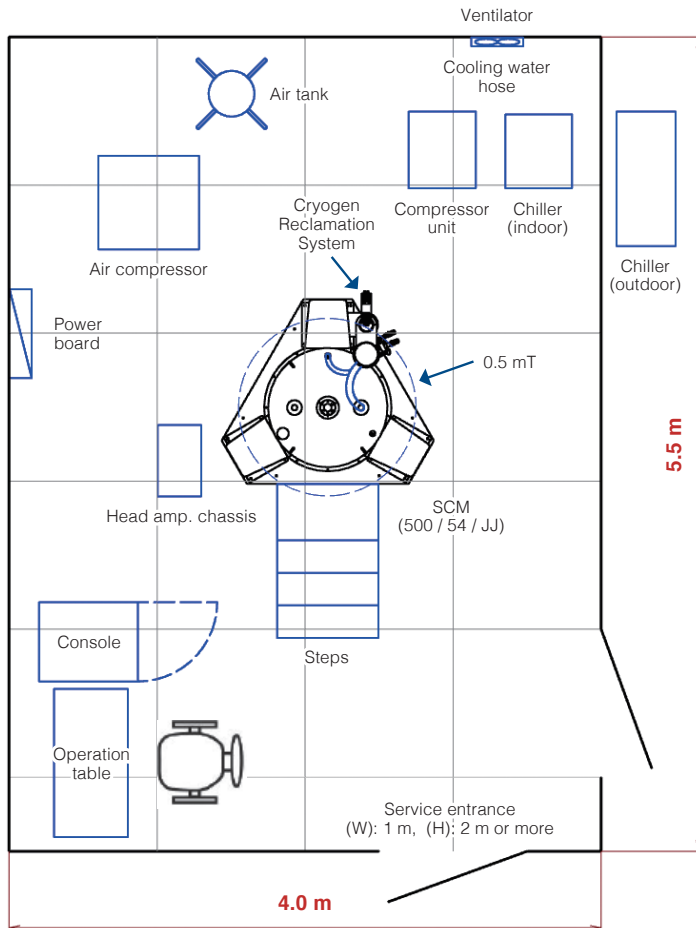 Ventilator
Cooling water
hose
Air tank
Cryogen
Reclamation
System
Compressor
unit
Chiller
(indoor)
Air compressor
Chiller
(outdoor)
Power
board
0.5 mT
5.5 m
Head amp. chassis
SCM
(500 / 54 / JJ)
Console
Steps
Operation
table
Service entrance
(W): 1 m, (H): 2 m or more
4.0 m